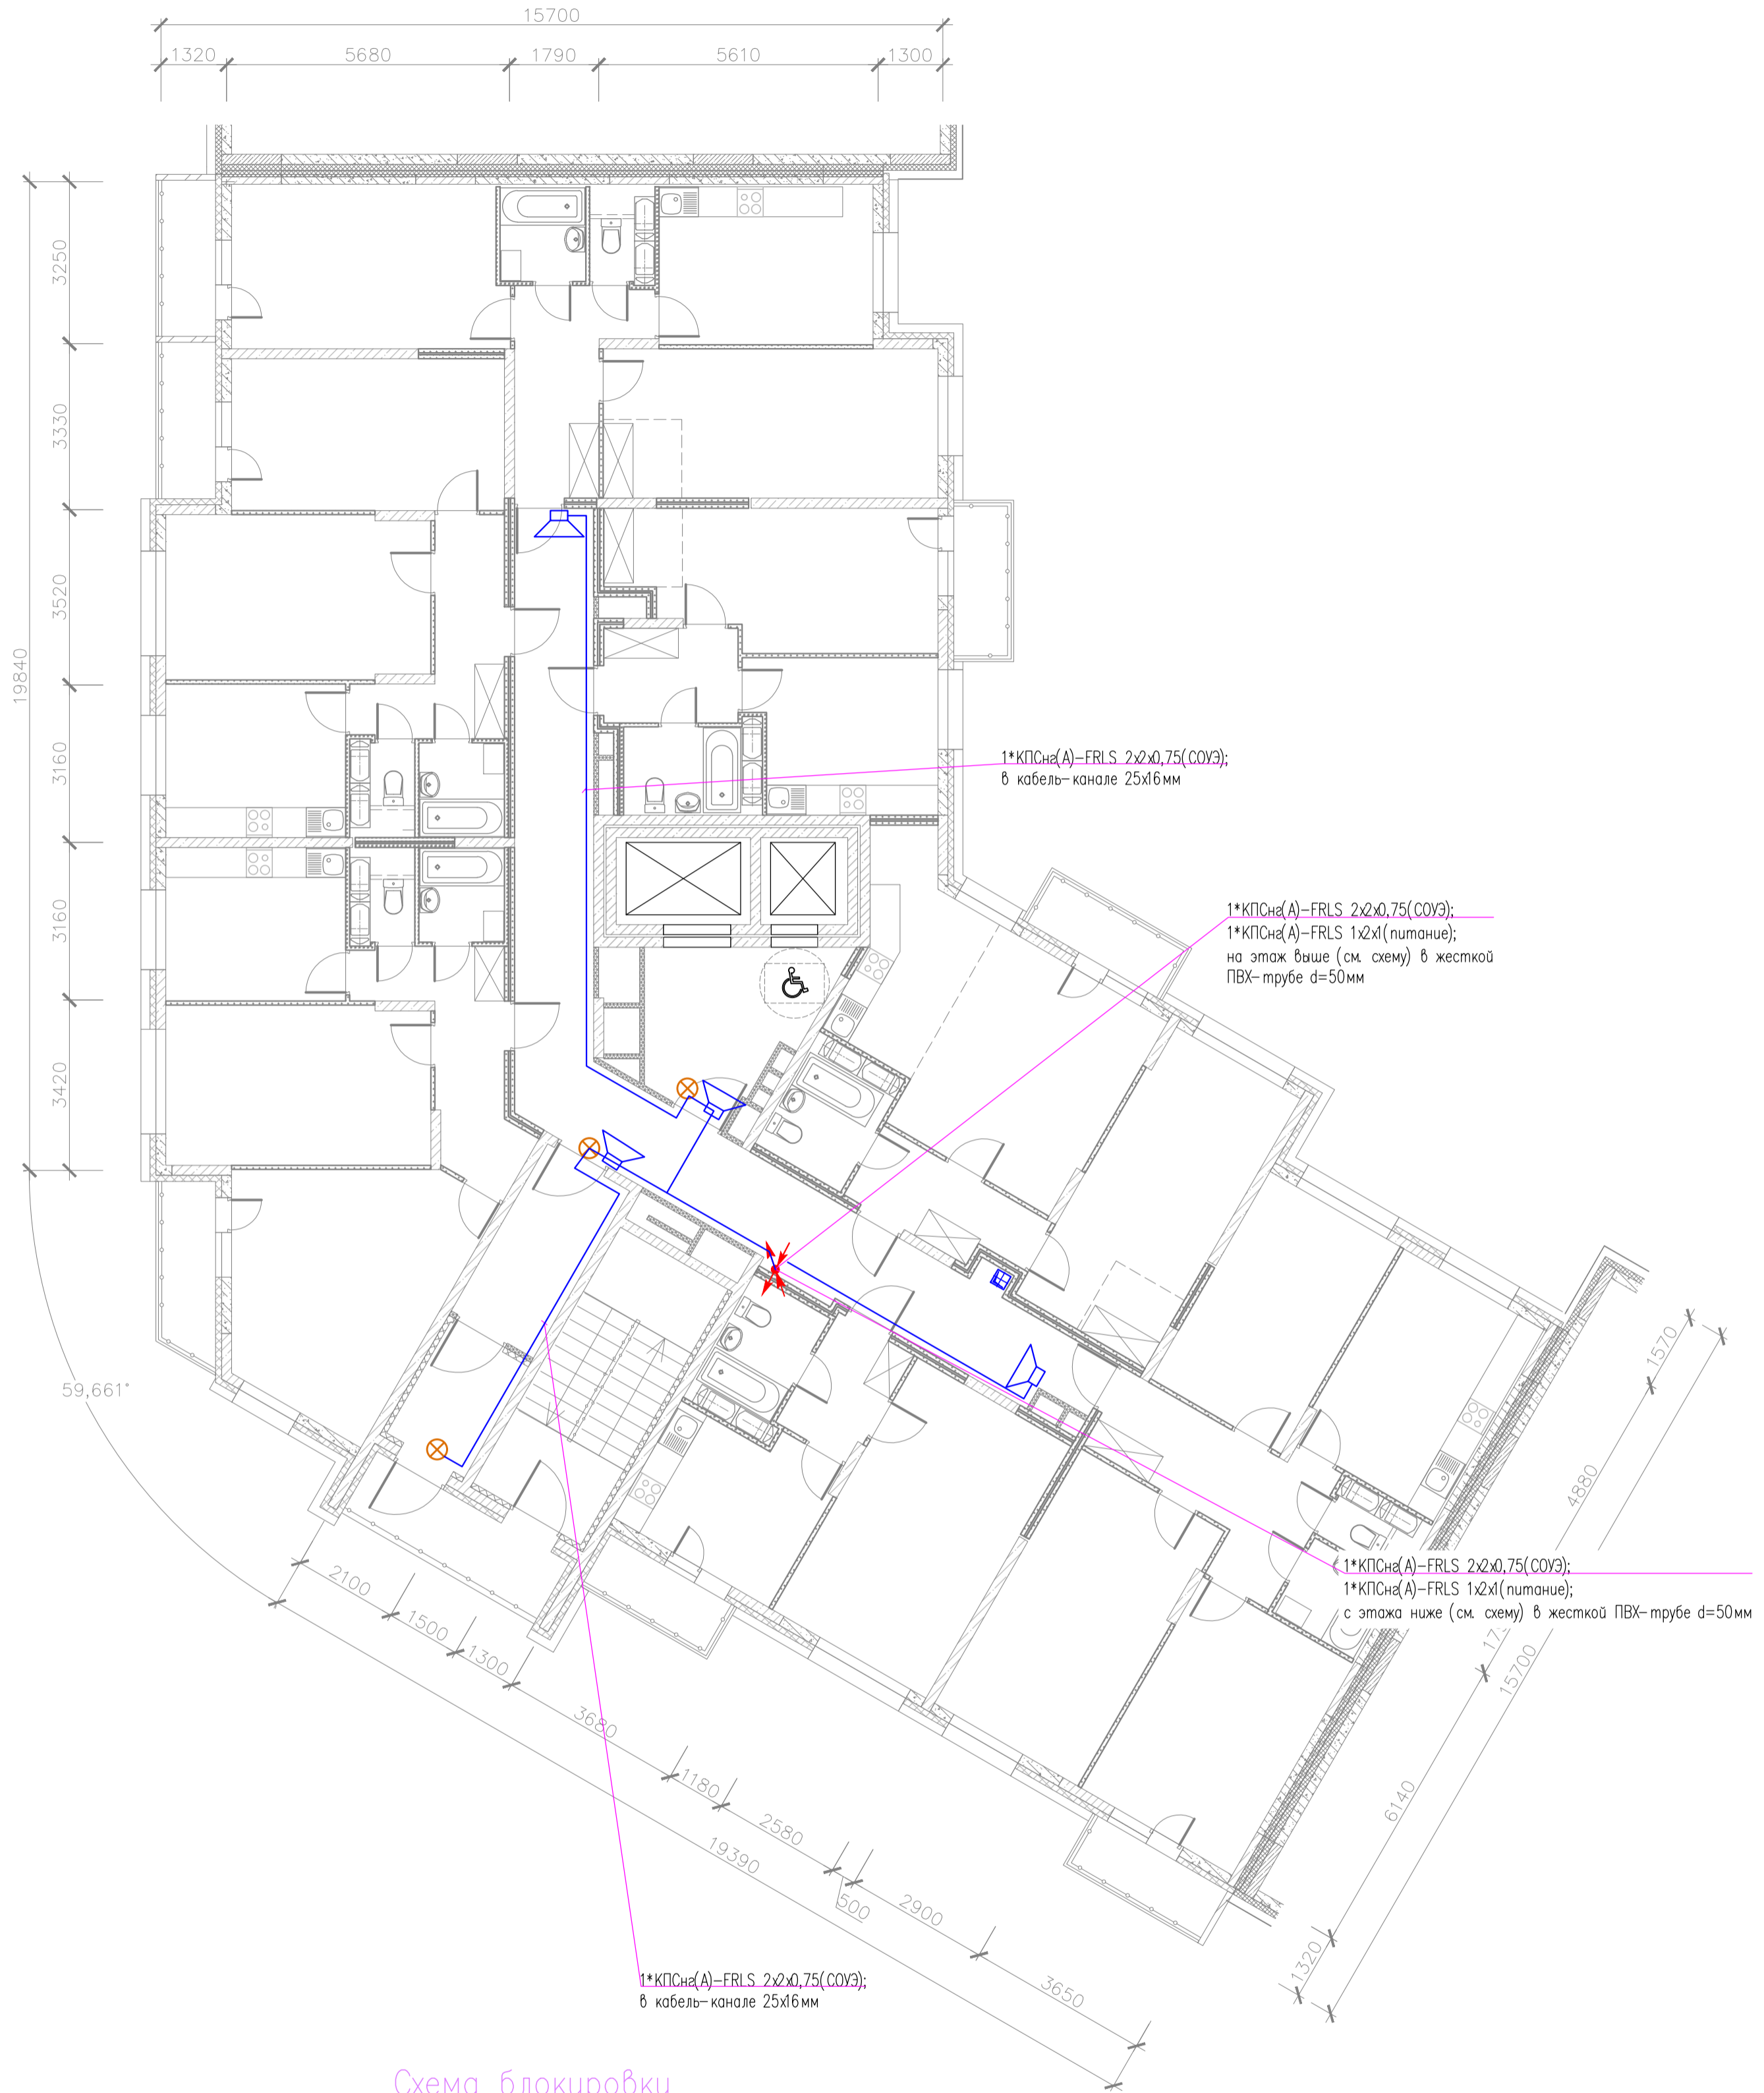 15700
1320 5680 1790 5610 1300
3250
3330
3520
19840
3160
3160
3420
1*КПСнг(А)-FRLS 2х2х0,75(СОУЭ);
в кабель-канале 25х16мм
1*КПСнг(А)-FRLS 2х2х0,75(СОУЭ);
1*КПСнг(А)-FRLS 1х2х1(питание);
на этаж выше (см. схему) в жесткой
ПВХ-трубе d=50мм
59,661°
1570
4880
1*КПСнг(А)-FRLS 2х2х0,75(СОУЭ);
1*КПСнг(А)-FRLS 1х2х1(питание);
с этажа ниже (см. схему) в жесткой ПВХ-трубе d=50мм
15700
6140
1320
2100
1500
1300
3680
1180
2580
19390
500
2900
3650
1*КПСнг(А)-FRLS 2х2х0,75(СОУЭ);
в кабель-канале 25х16мм
Схема блокировки